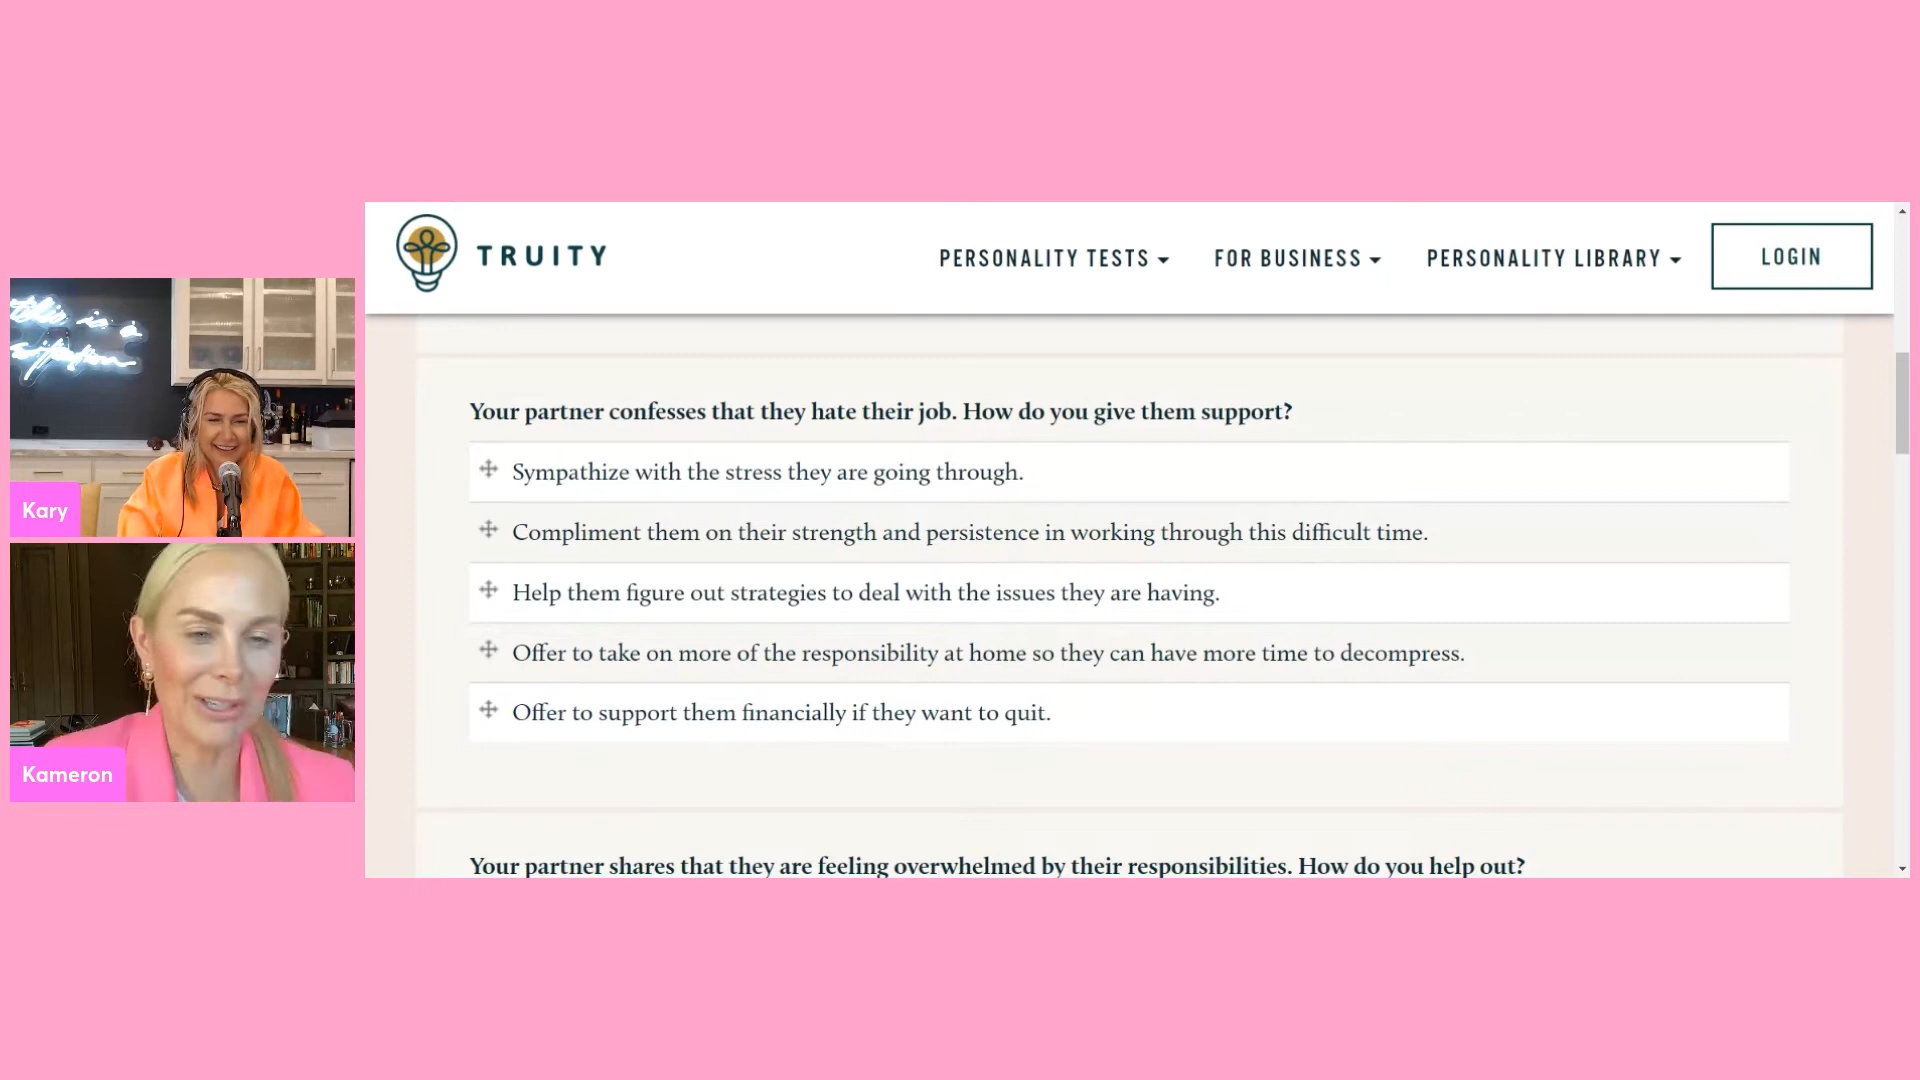 TRUITY
PERSONALITY TESTS
FOR BUSINESS
PERSONALITY LIBRARY
LOGIN
Your partner confesses that they hate their job. How do you give them support?
Sympathize with the stress they are going through.
Compliment them on their strength and persistence in working through this difficult time.
Help them figure out strategies to deal with the issues they are having.
Offer to take on more of the responsibility at home so they can have more time to decompress.
Offer to support them financially if they want to quit.
Your partner shares that they are feeling overwhelmed by their responsibilities. How do you help out?
is a
Kary
Kameron